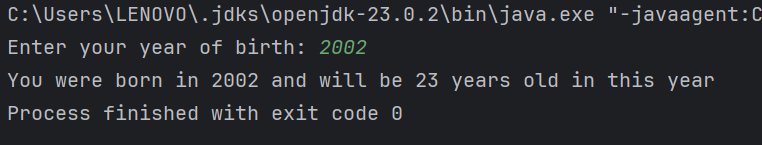 C:\Users\LENOVO\.jdks\openjdk-23.0.2\bin\java.exe "-javaagent:C
Enter your year of birth: 2002
You were born in 2002 and will be 23 years old in this year
Process finished with exit code 0